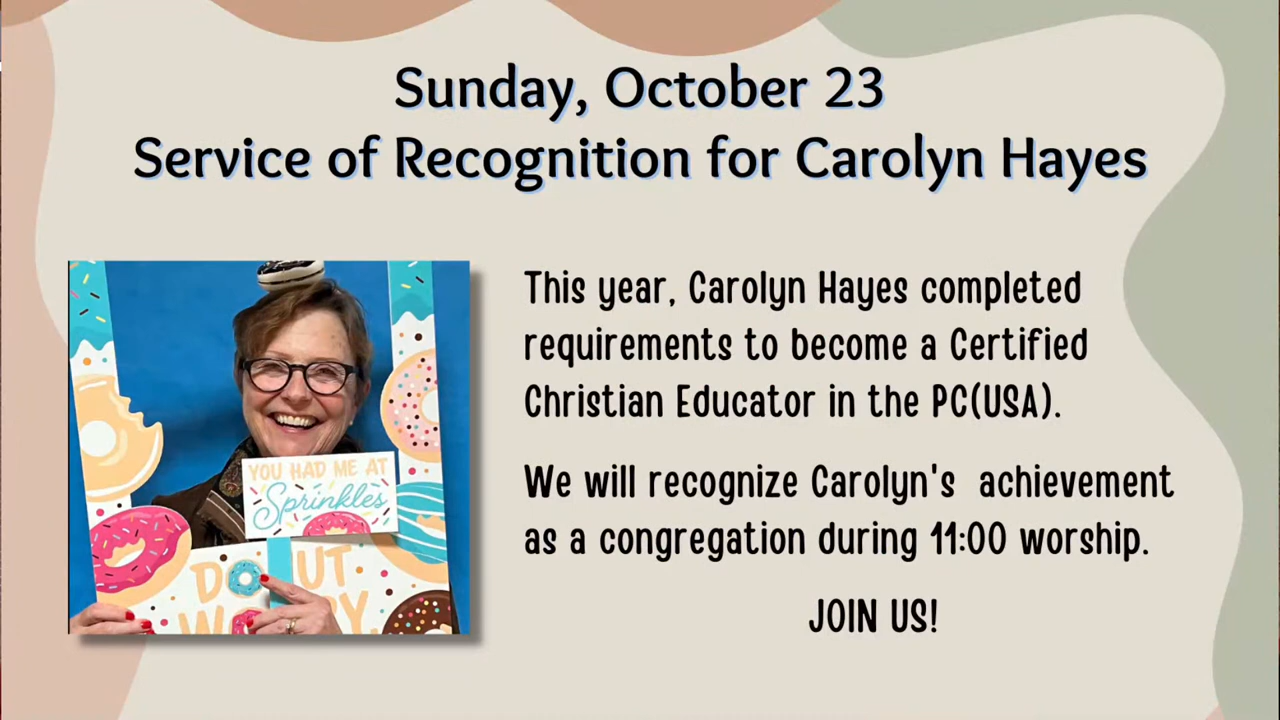 Sunday, October 23
Service of Recognition for Carolyn Hayes
This year, Carolyn Hayes completed
requirements to become a Certified
Christian Educator in the PC(USA).
We will recognize Carolyn's achievement
as a congregation during 11:00 worship.
JOIN US!
YOU HAD ME AT
Sprinkles